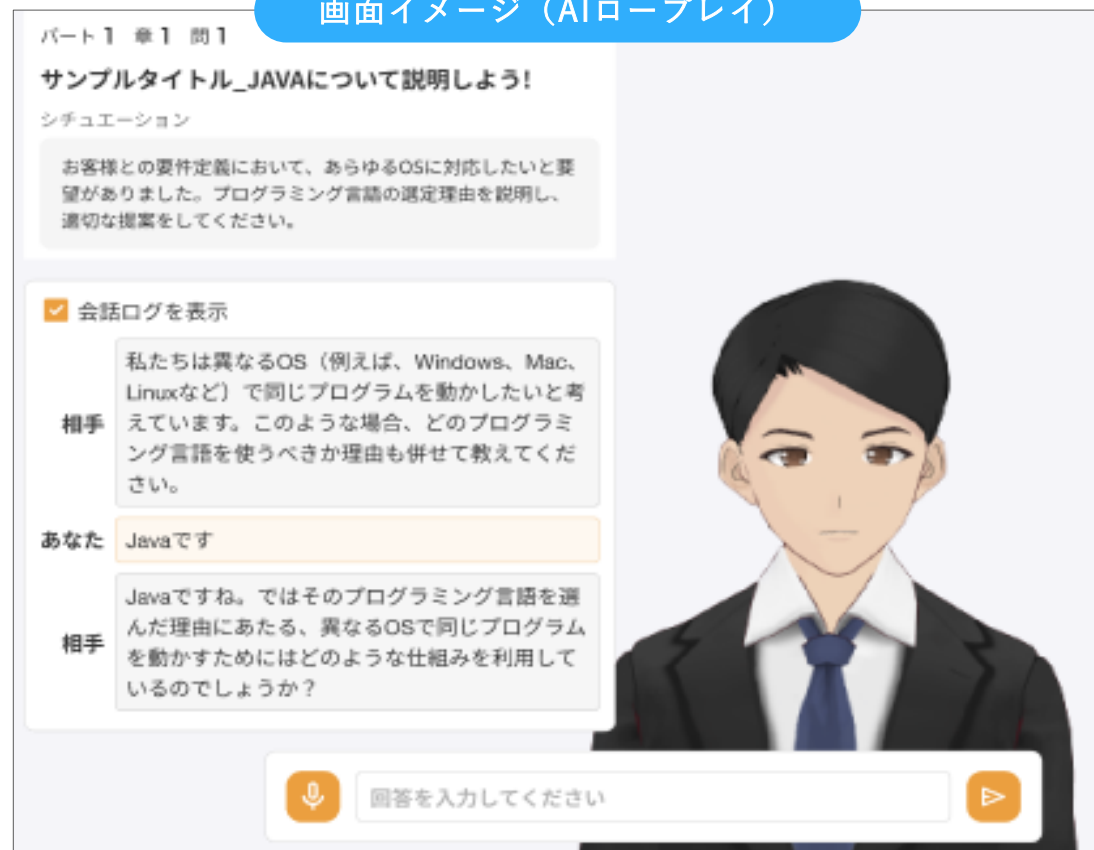 画面イメージ（AIロープレイ）
パート1 章1 問1
サンプルタイトル_JAVAについて説明しよう!
シチュエーション
お客様との要件定義において、あらゆるOSに対応したいと要
望がありました。プログラミング言語の選定理由を説明し、
適切な提案をしてください。
会話ログを表示
相手
私たちは異なるOS（例えば、Windows、Mac、
Linuxなど）で同じプログラムを動かしたいと考
えています。このような場合、どのプログラミ
ング言語を使うべきか理由も併せて教えてくだ
さい。
あなた
Javaです
相手
Javaですね。ではそのプログラミング言語を選
んだ理由にあたる、異なるOSで同じプログラム
を動かすためにはどのような仕組みを利用して
いるのでしょうか？
回答を入力してください